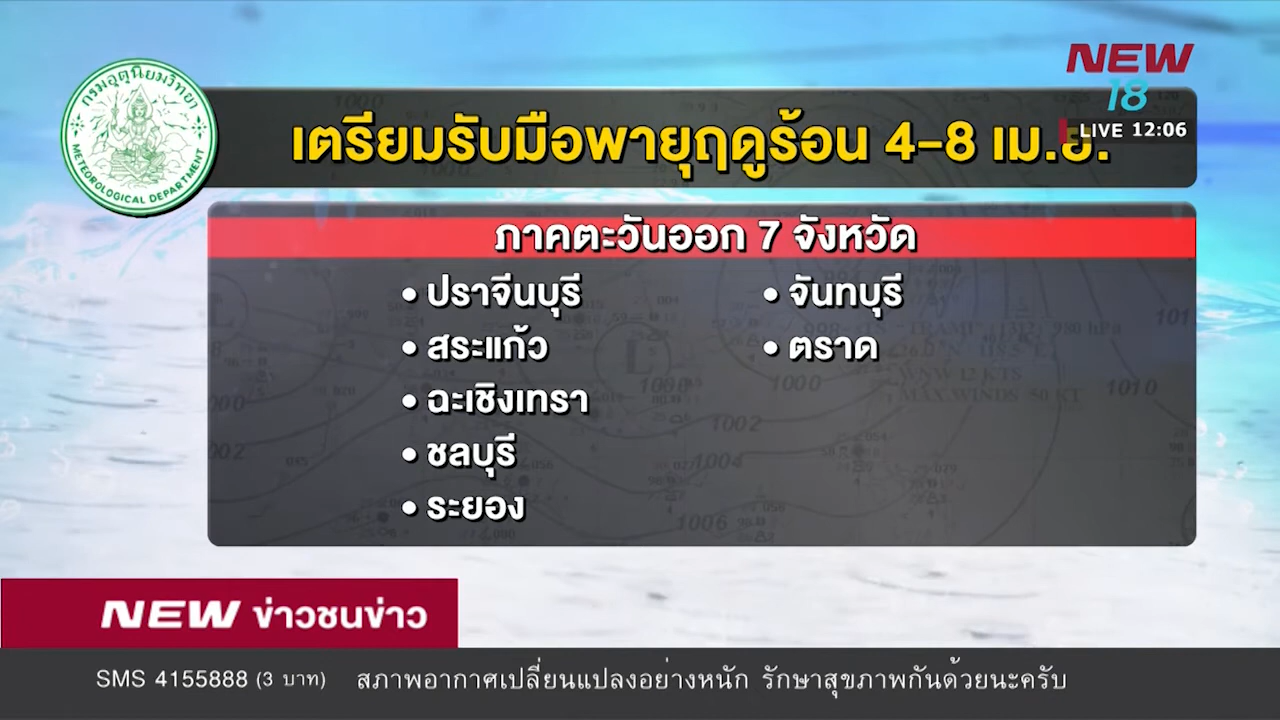 กรมอุตุนิยมวิทยา
METEOROLOGICAL DEPARTMENT
NEW
18
LIVE 12:06
เตรียมรับมือพายุฤดูร้อน 4-8 เม.ย.
ภาคตะวันออก 7 จังหวัด
• ปราจีนบุรี
• สระแก้ว
• ฉะเชิงเทรา
• ชลบุรี
• ระยอง
• จันทบุรี
• ตราด
NEW ข่าวชนข่าว
SMS 4155888 (3 บาท) สภาพอากาศเปลี่ยนแปลงอย่างหนัก รักษาสุขภาพกันด้วยนะครับ